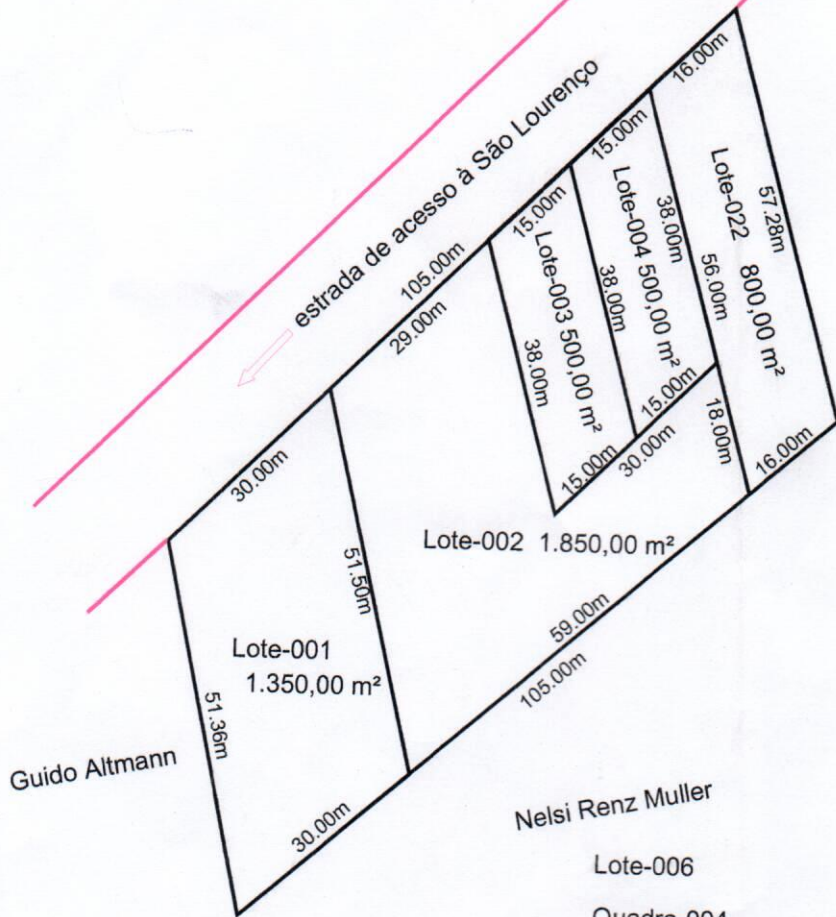 16.00m
estrada de acesso à São Lourenço
15.00m
15.00m
105.00m
29.00m
30.00m
Lote-022 800,00 m²
57.28m
38.00m
56.00m
Lote-004 500,00 m²
38.00m
Lote-003 500,00 m²
38.00m
15.00m
15.00m
30.00m
18.00m
16.00m
Lote-002 1.850,00 m²
51.50m
59.00m
105.00m
Lote-001
1.350,00 m²
51.36m
Guido Altmann
30.00m
Nelsi Renz Muller
Lote-006